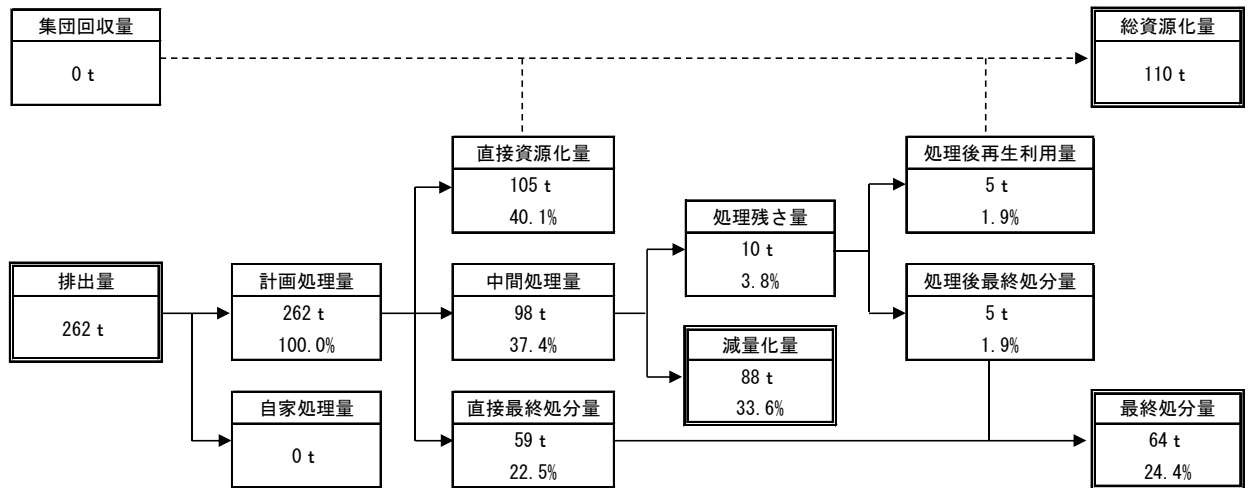 集団回収量
0 t
総資源化量
110 t
直接資源化量
105 t
40.1%
処理後再生利用量
5 t
1.9%
処理残さ量
10 t
3.8%
排出量
262 t
計画処理量
262 t
100.0%
中間処理量
98 t
37.4%
処理後最終処分量
5 t
1.9%
減量化量
88 t
33.6%
自家処理量
0 t
直接最終処分量
59 t
22.5%
最終処分量
64 t
24.4%